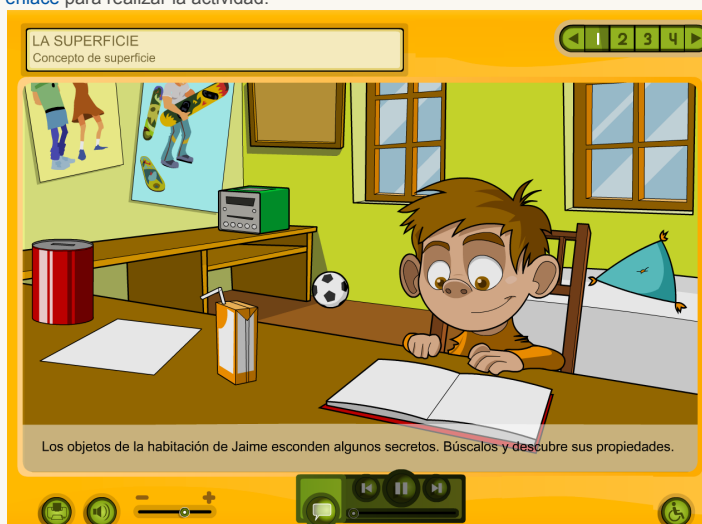 enlace para realizar la actividad.
LA SUPERFICIE
Concepto de superficie
1 2 3 4
Los objetos de la habitación de Jaime esconden algunos secretos. Búscalos y descubre sus propiedades.